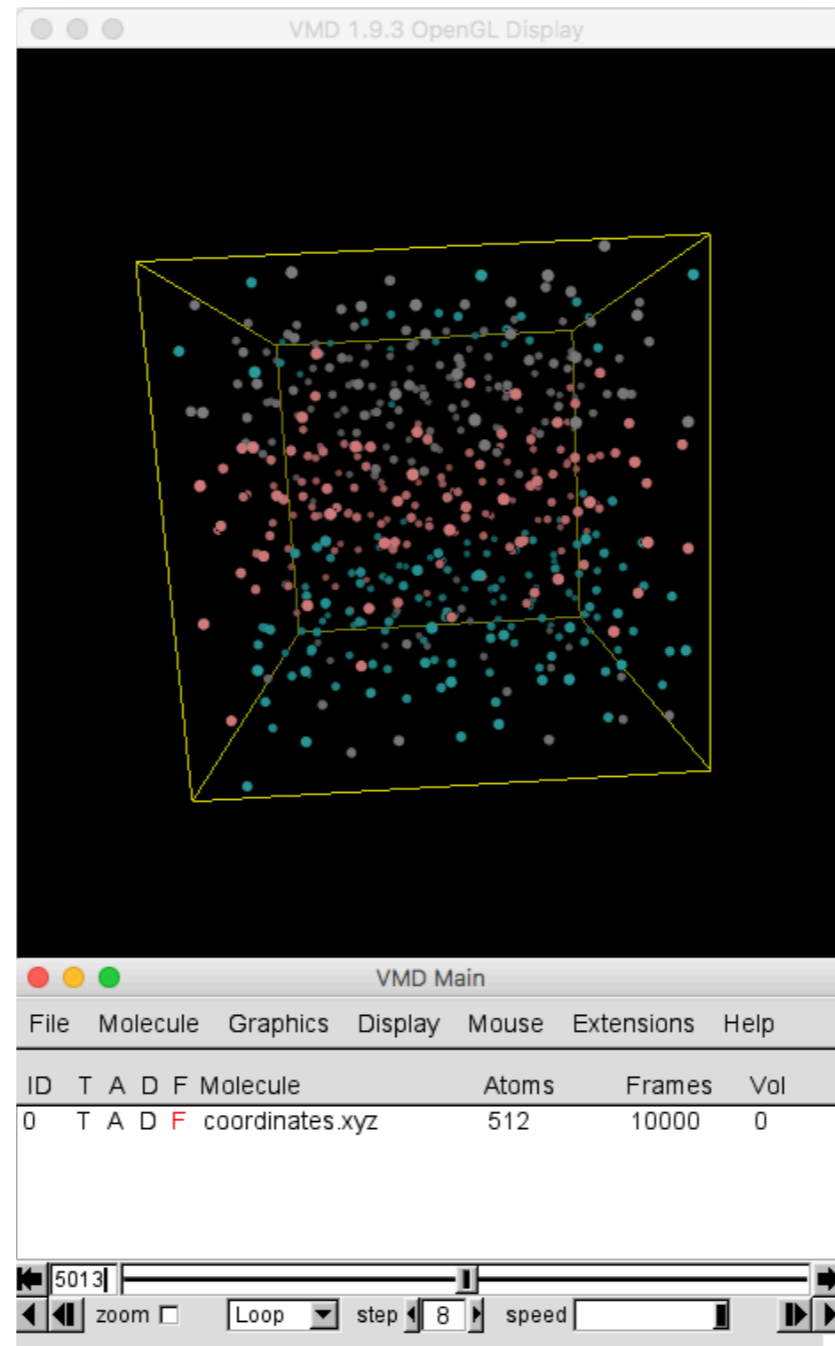 VMD 1.9.3 OpenGL Display
VMD Main
File Molecule Graphics Display Mouse Extensions Help
ID T A D F Molecule Atoms Frames Vol
0 T A D F coordinates.xyz 512 10000 0
5013
zoom Loop step 8 speed